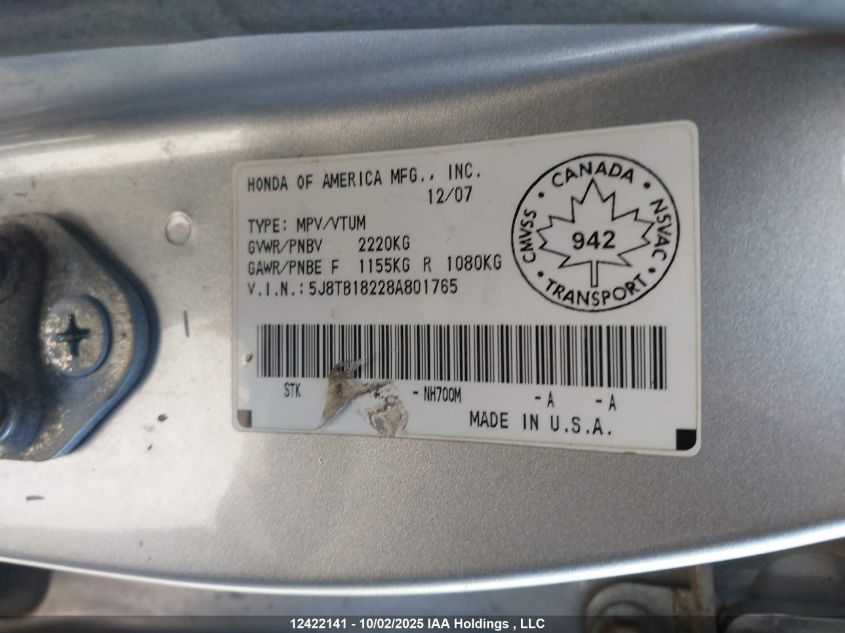 HONDA OF AMERICA MFG., INC.
12/07
TYPE: MPV/VTUM
GVWR/PNBV 2220KG
GAWR/PNBE F 1155KG R 1080KG
V.I.N.: 5J8TB18228A801765
CANADA
CMVSS
NSVAC
942
TRANSPORT
STK - NH700M - A - A
MADE IN U.S.A.
12422141 - 10/02/2025 IAA Holdings , LLC